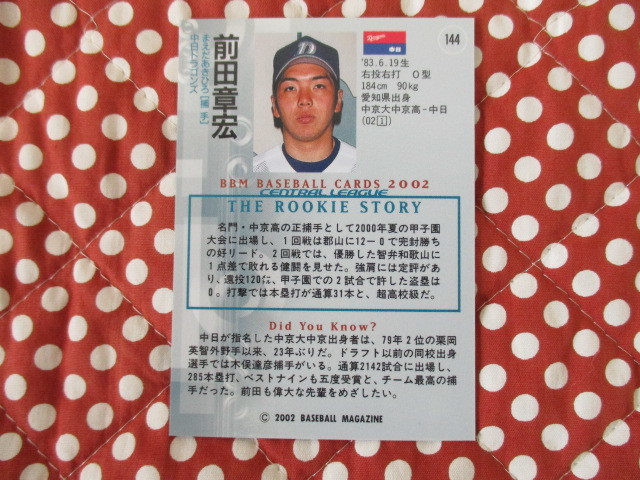 144
Dragons
中日
前田章宏
まえだあきひろ[捕手]
中日ドラゴンズ
D
'83.6.19生
右投右打 O型
184cm 90kg
愛知県出身
中京大中京高－中日
(02①)
BBM BASEBALL CARDS 2002
CENTRAL LEAGUE
THE ROOKIE STORY
名門・中京高の正捕手として2000年夏の甲子園
大会に出場し、1回戦は郡山に12－0で完封勝ち
の好リード。2回戦では、優勝した智弁和歌山に
1点差で敗れる健闘を見せた。強肩には定評があ
り、遠投120㍍、甲子園での2試合で許した盗塁は
0。打撃では本塁打が通算31本と、超高校級だ。
Did You Know?
中日が指名した中京大中京出身者は、79年2位の栗岡
英智外野手以来、23年ぶりだ。ドラフト以前の同校出身
選手では木俣達彦捕手がいる。通算2142試合に出場し、
285本塁打、ベストナインも五度受賞と、チーム最高の捕
手だった。前田も偉大な先輩をめざしたい。
© 2002 BASEBALL MAGAZINE